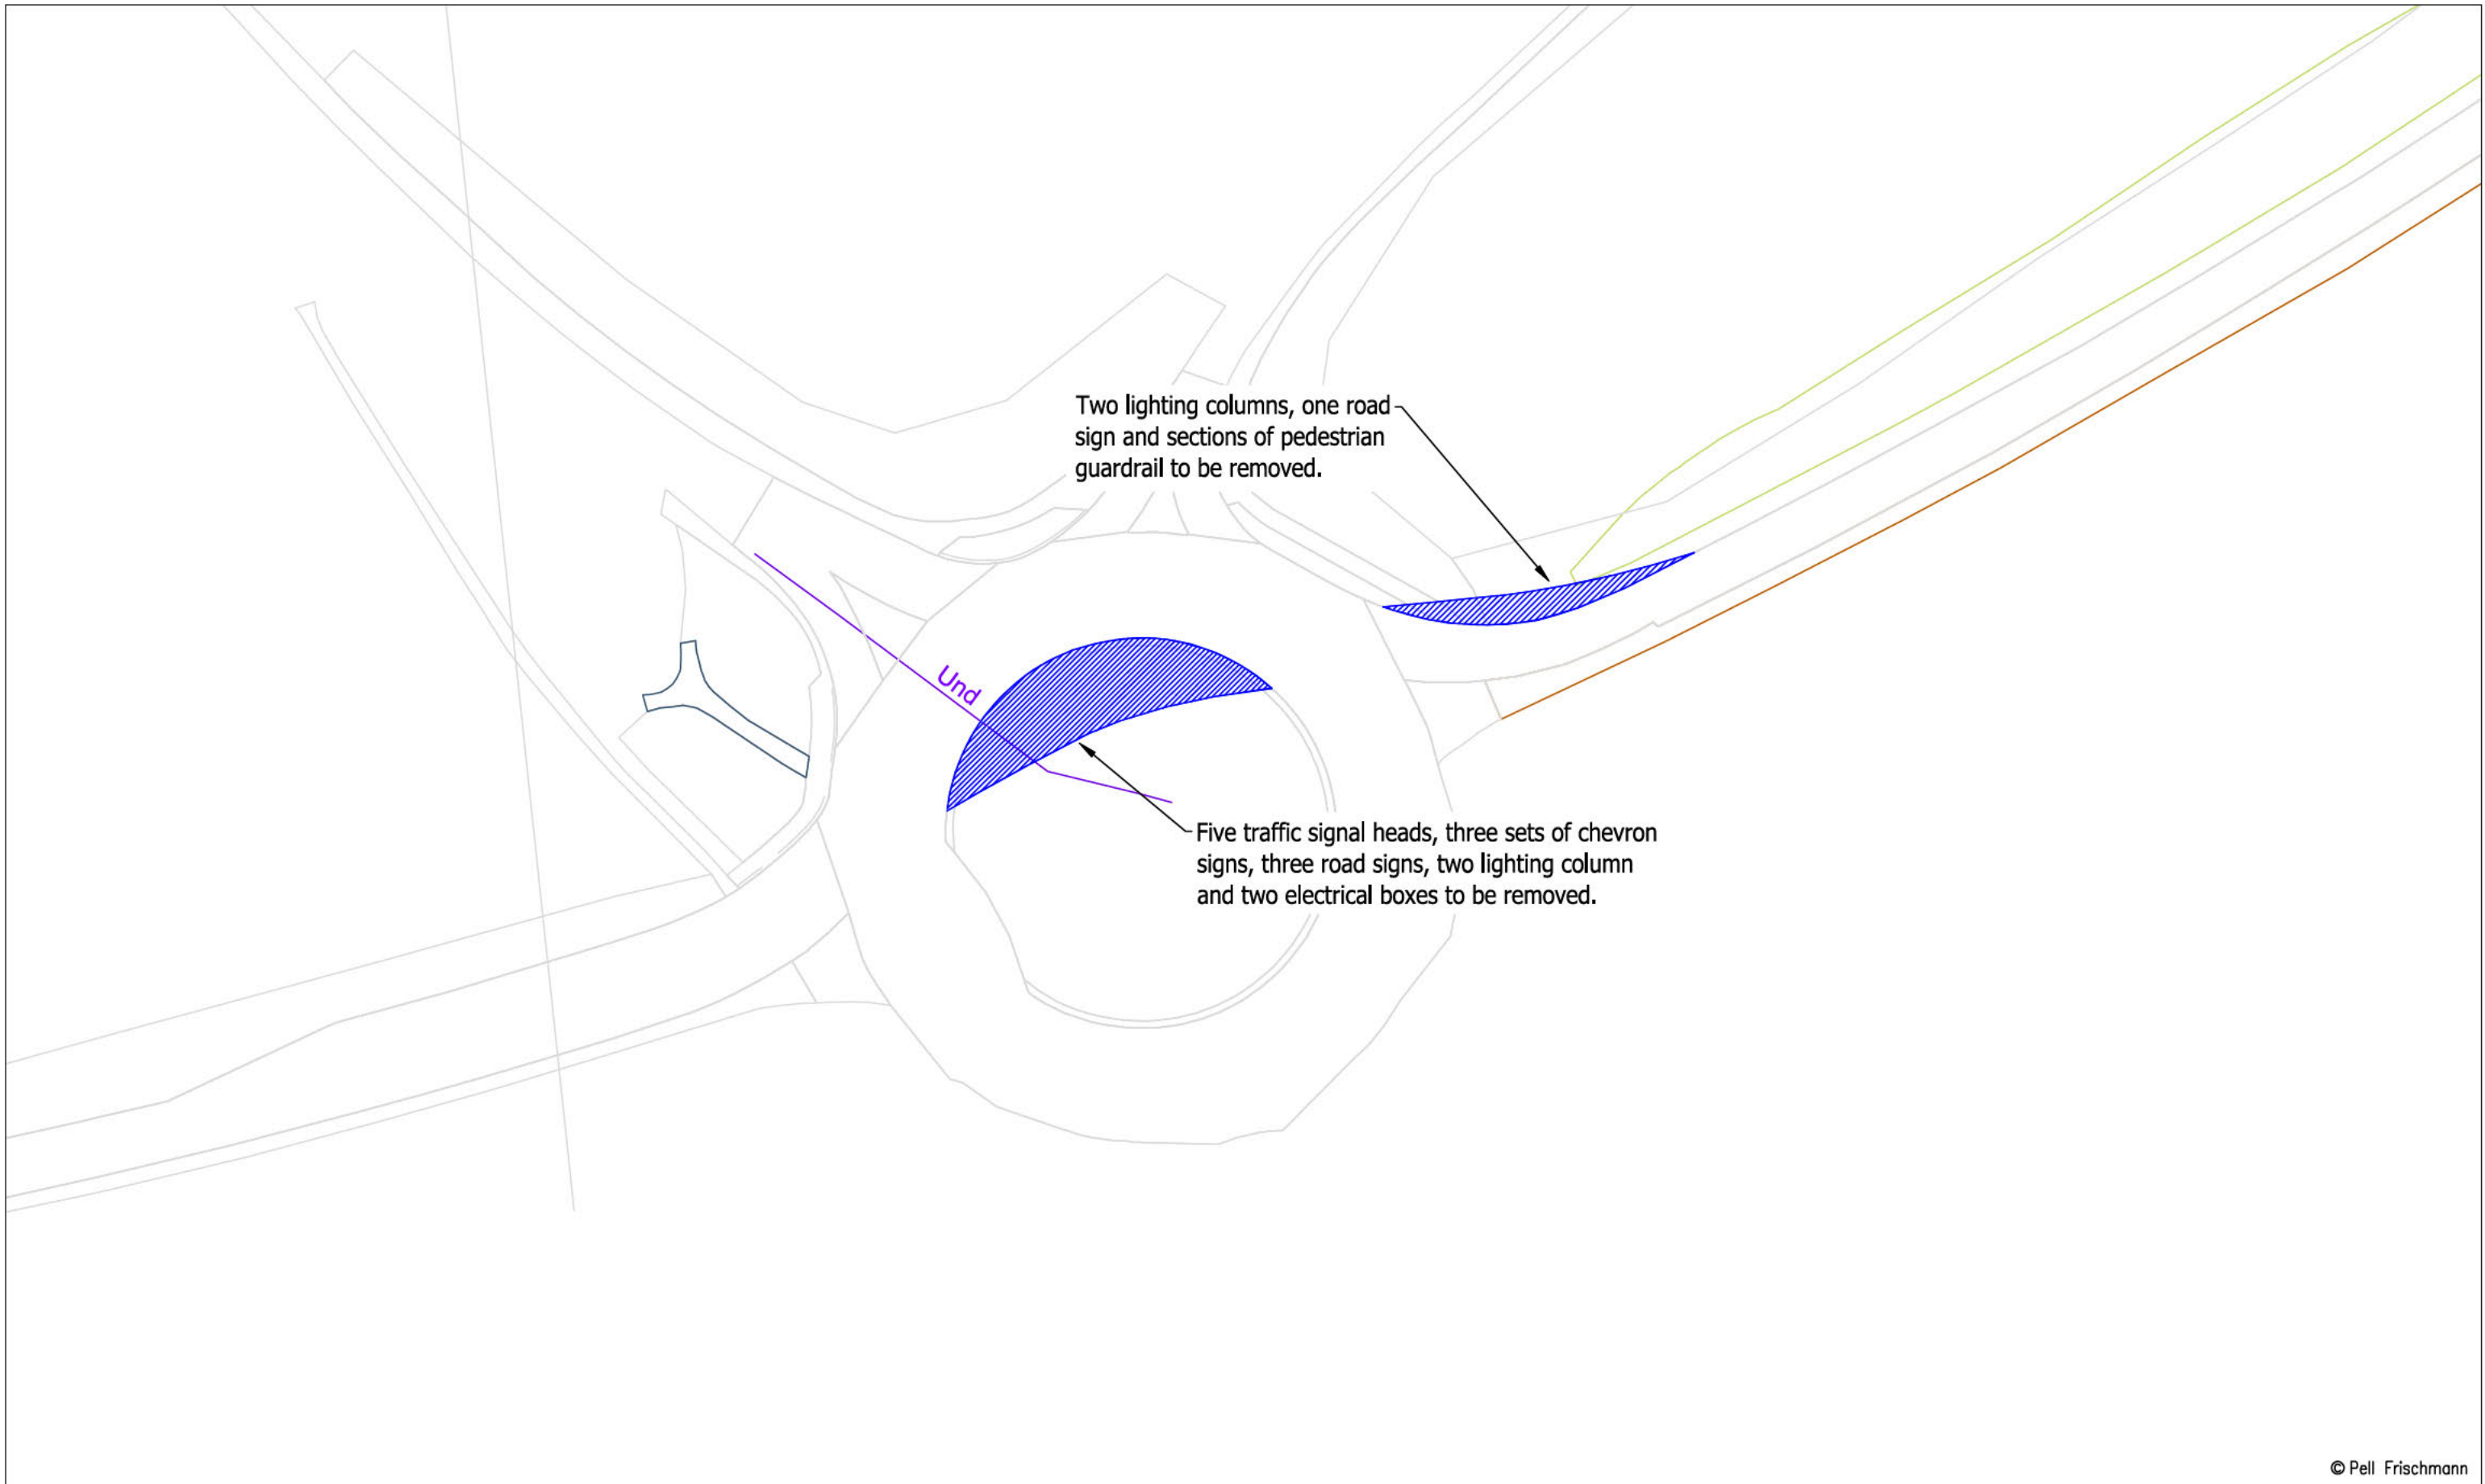 Two lighting columns, one road
sign and sections of pedestrian
guardrail to be removed.
Und
Five traffic signal heads, three sets of chevron
signs, three road signs, two lighting column
and two electrical boxes to be removed.
© Pell Frischmann